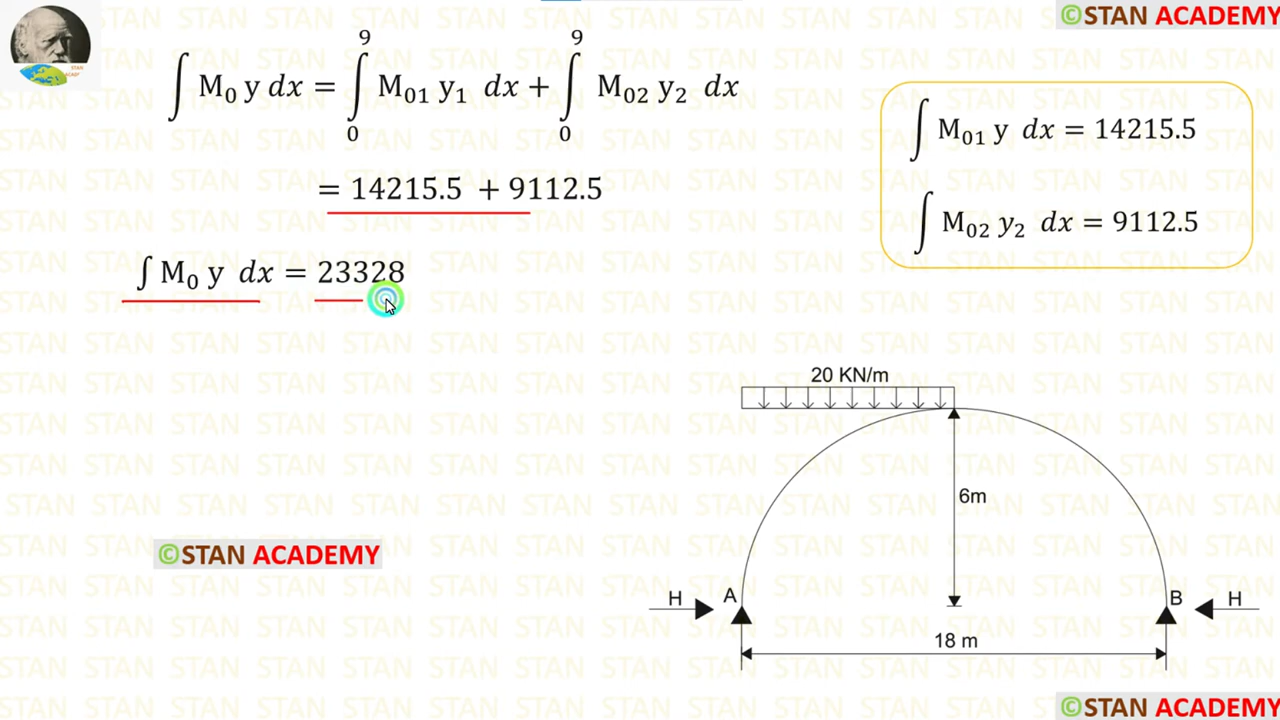 ©STAN ACADEMY
∫ M₀ y dx = ∫₀⁹ M₀₁ y₁ dx + ∫₀⁹ M₀₂ y₂ dx
= 14215.5 + 9112.5
∫ M₀ y dx = 23328
∫ M₀₁ y dx = 14215.5
∫ M₀₂ y₂ dx = 9112.5
20 KN/m
6m
©STAN ACADEMY
H A B H
18 m
©STAN ACADEMY